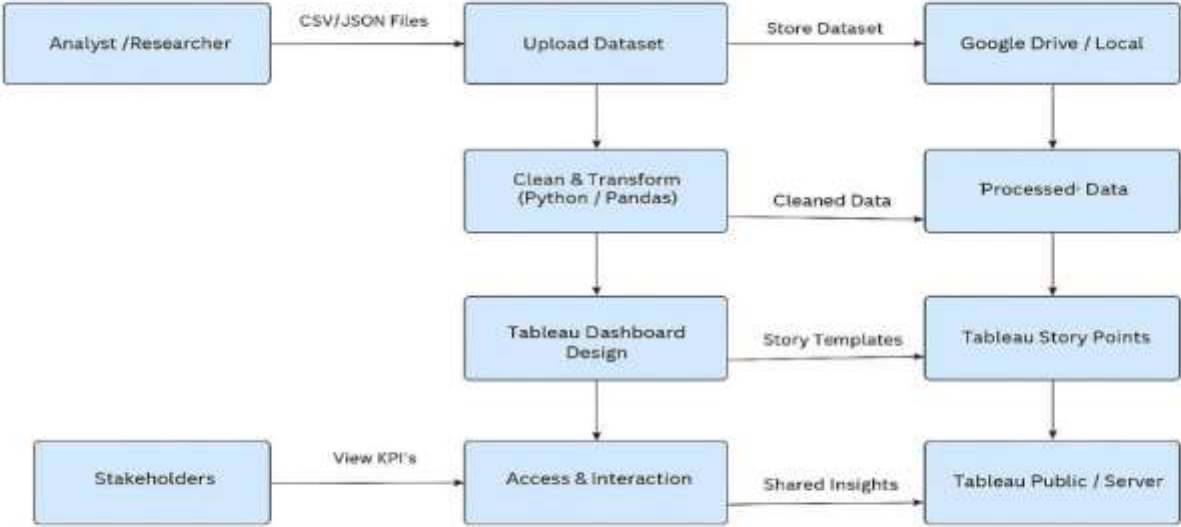 Analyst /Researcher
CSV/JSON Files
Upload Dataset
Store Dataset
Google Drive / Local
Clean & Transform
(Python / Pandas)
Cleaned Data
Processed Data
Tableau Dashboard
Design
Story Templates
Tableau Story Points
Stakeholders
View KPI's
Access & Interaction
Shared Insights
Tableau Public / Server